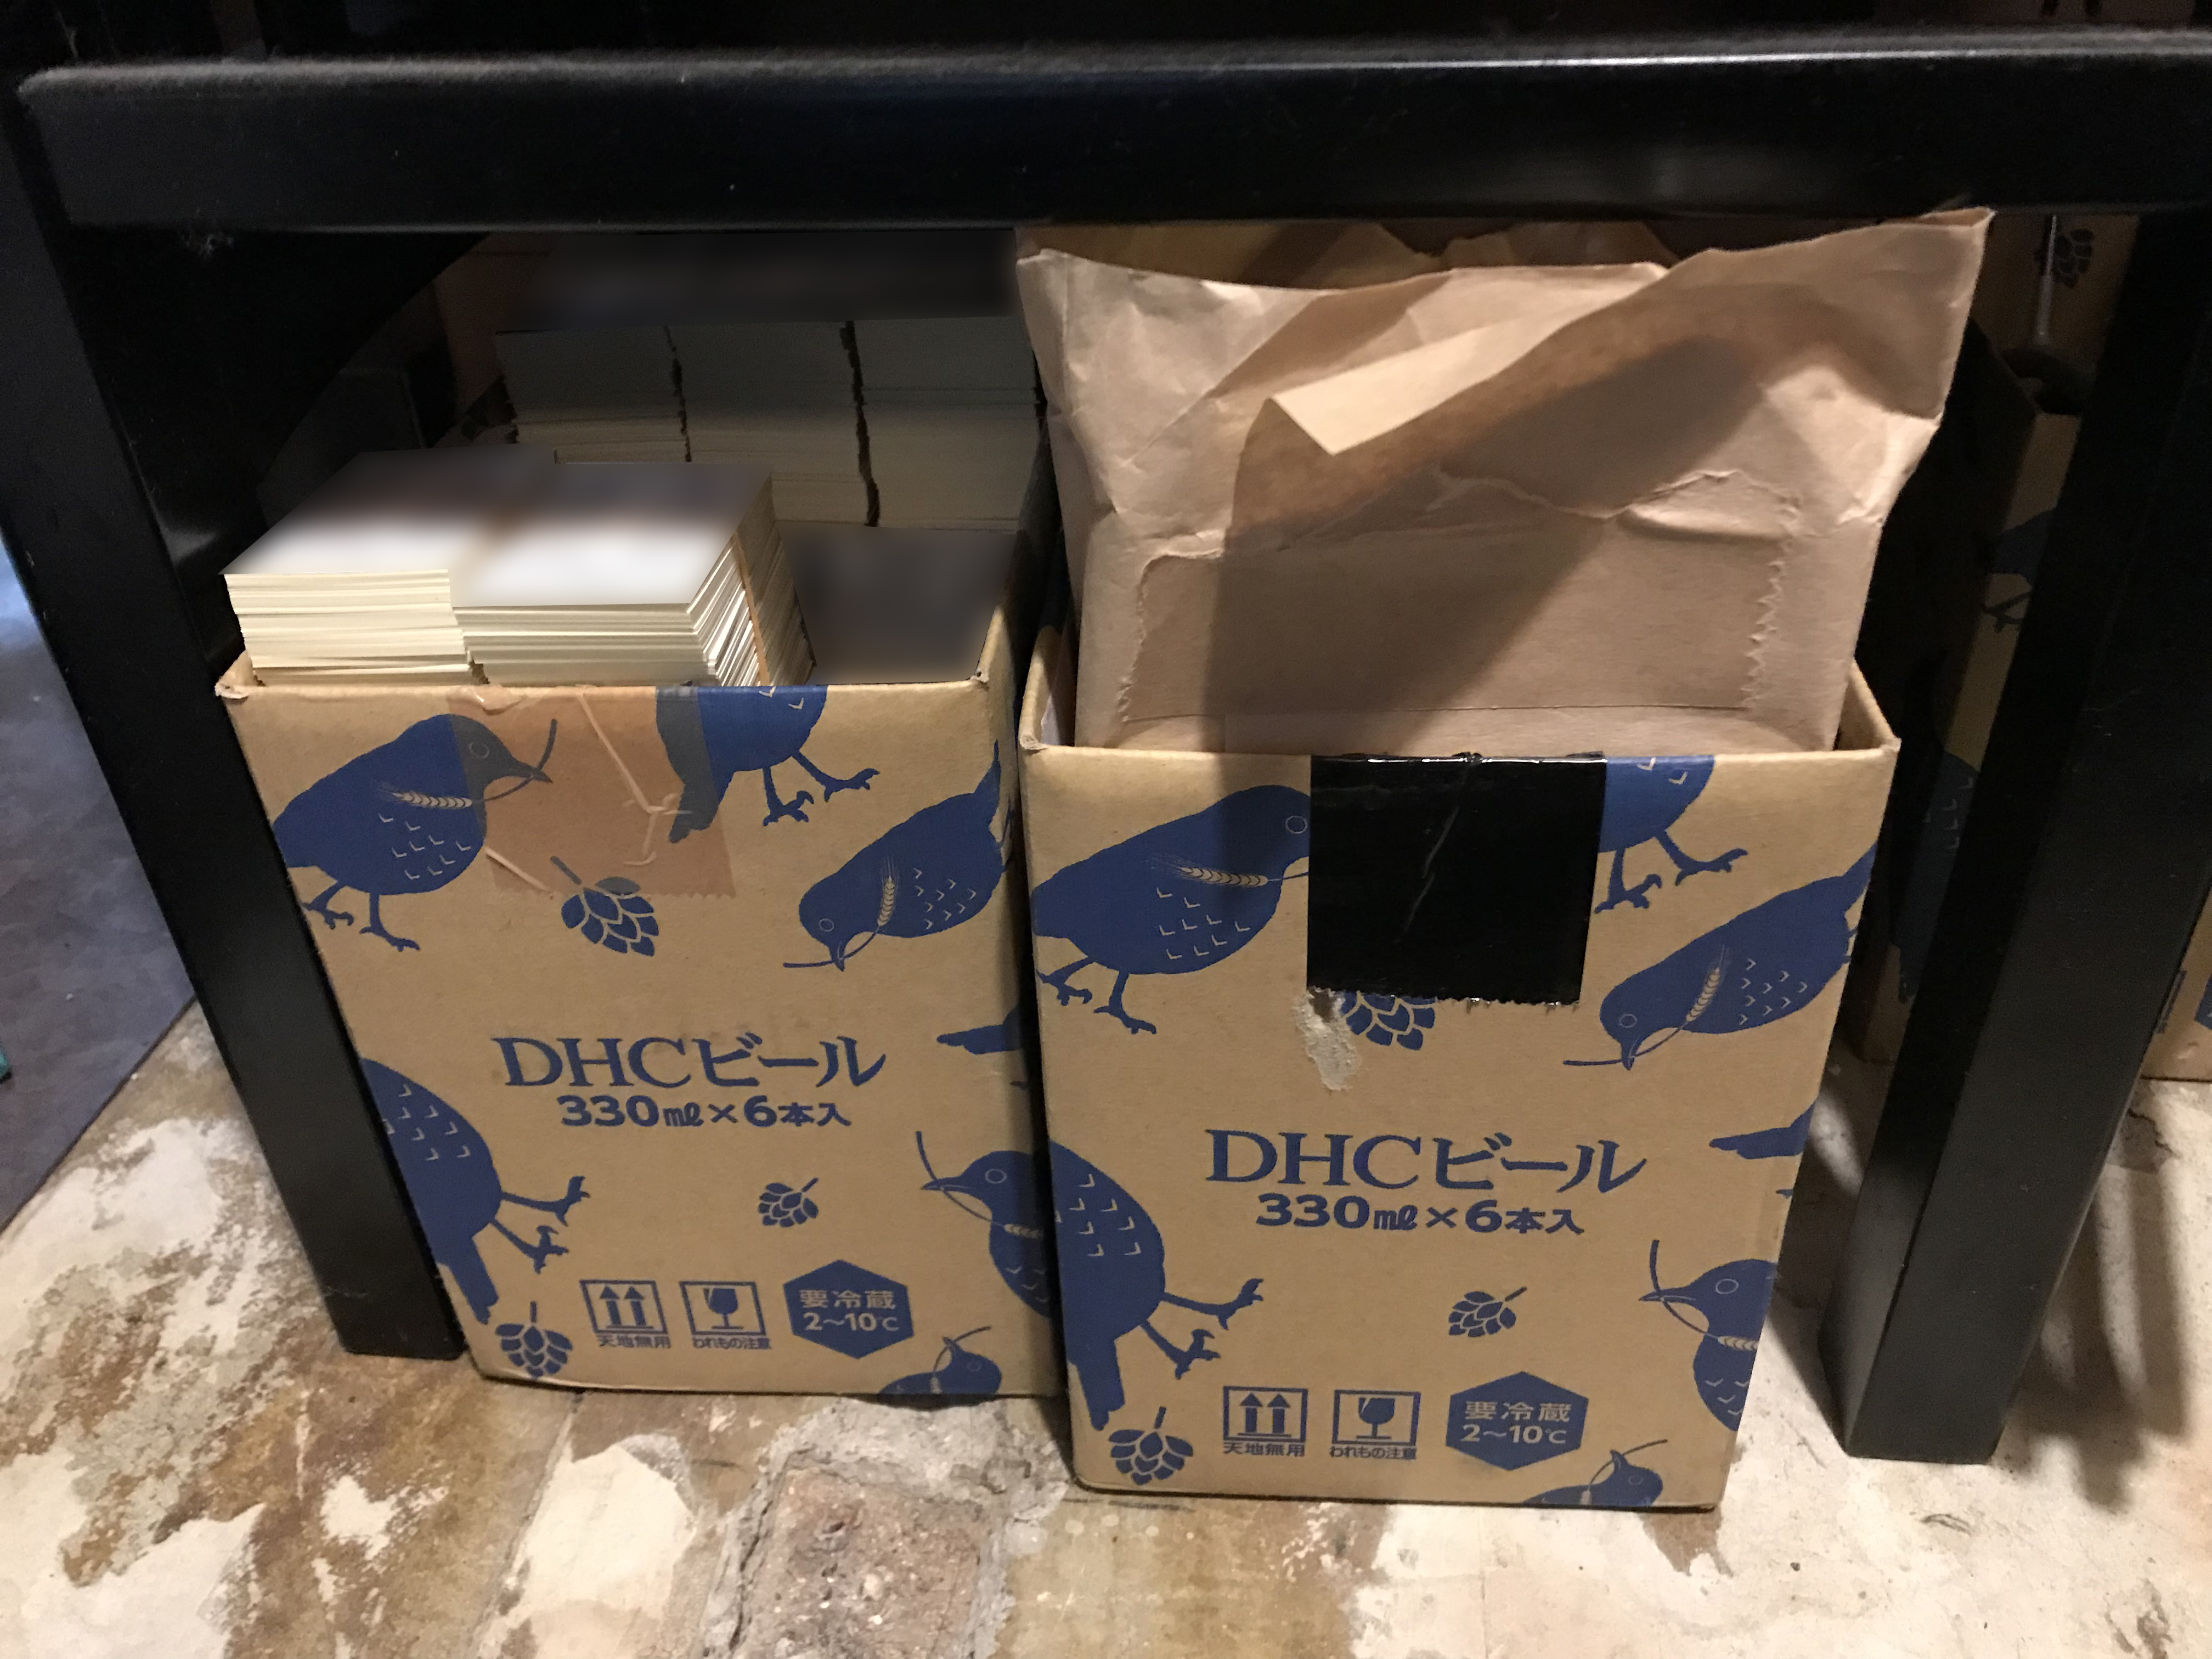 DHCビール
330㎖×6本入
天地無用
われもの注意
要冷蔵
2~10℃
DHCビール
330㎖×6本入
天地無用
われもの注意
要冷蔵
2~10℃